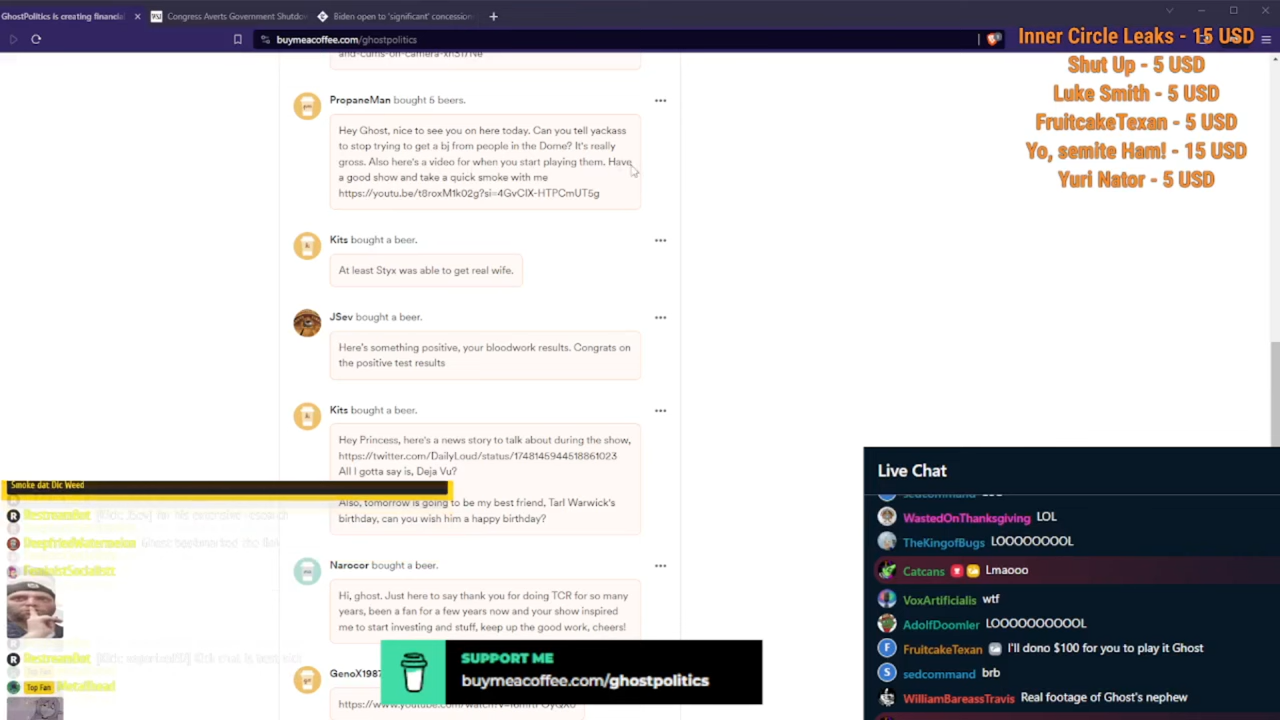 GhostPolitics is creating financial
Congress Averts Government Shutdow
Biden open to 'significant' concession
buymeacoffee.com/ghostpolitics
Inner Circle Leaks - 15 USD
Shut Up - 5 USD
Luke Smith - 5 USD
FruitcakeTexan - 5 USD
Yo, semite Ham! - 15 USD
Yuri Nator - 5 USD
PropaneMan bought 5 beers.
Hey Ghost, nice to see you on here today. Can you tell yackass
to stop trying to get a bj from people in the Dome? It's really
gross. Also here's a video for when you start playing them. Have
a good show and take a quick smoke with me
https://youtu.be/t8roxM1k02g?si=4GvCIX-HTPCmUT5g
Kits bought a beer.
At least Styx was able to get real wife.
JSev bought a beer.
Here's something positive, your bloodwork results. Congrats on
the positive test results
Kits bought a beer.
Hey Princess, here's a news story to talk about during the show,
https://twitter.com/DailyLoud/status/1748145944518861023
All I gotta say is, Deja Vu?
Also, tomorrow is going to be my best friend, Tarl Warwick's
birthday, can you wish him a happy birthday?
Narocor bought a beer.
Hi, ghost. Just here to say thank you for doing TCR for so many
years, been a fan for a few years now and your show inspired
me to start investing and stuff, keep up the good work, cheers!
GenoX1987
SUPPORT ME
buymeacoffee.com/ghostpolitics
Smoke dat Dic Weed
RestreamBot
DeepFriedWatermelon
FeministSocialist
RestreamBot
Top Fan Metalhead
Live Chat
WastedOnThanksgiving LOL
TheKingofBugs LOOOOOOOOL
Catcans Lmaooo
VoxArtificialis wtf
AdolfDoomler LOOOOOOOOOOL
FruitcakeTexan I'll dono $100 for you to play it Ghost
sedcommand brb
WilliamBareassTravis Real footage of Ghost's nephew